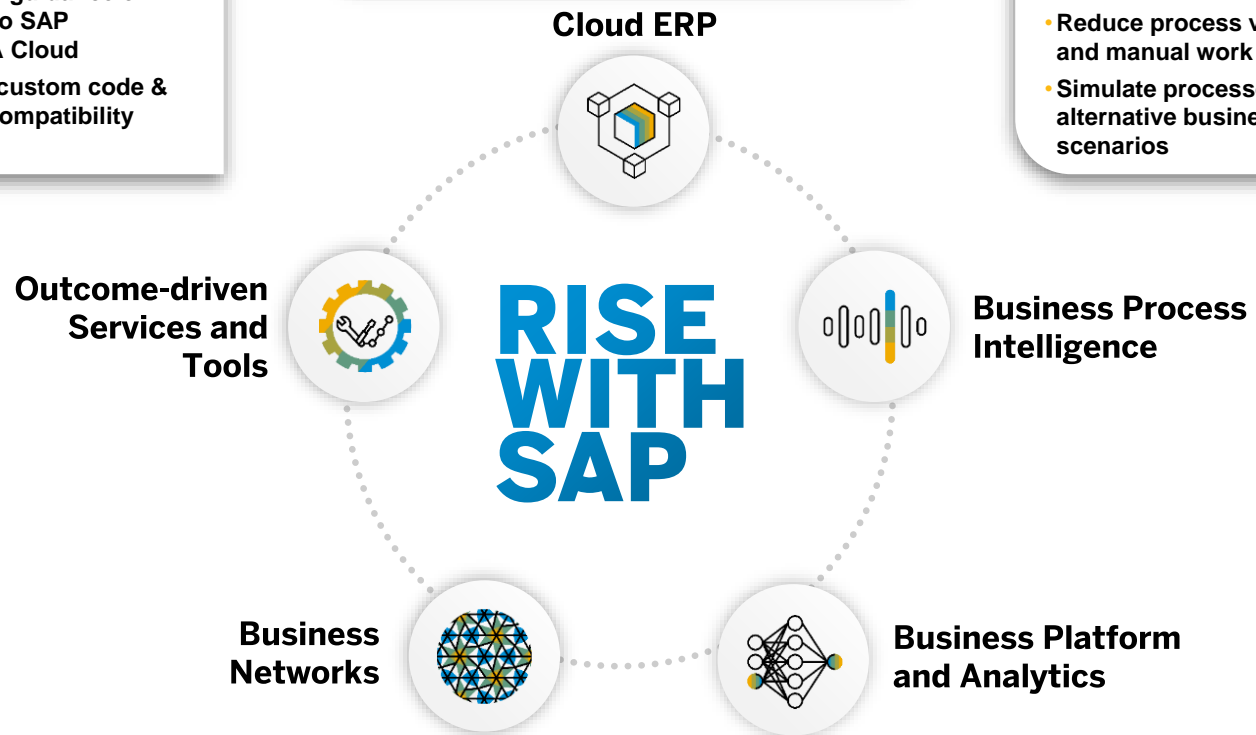 o SAP
Cloud
custom code &
ompatibility
Cloud ERP
Reduce process v
and manual work
Simulate process
alternative busine
scenarios
Outcome-driven
Services and
Tools
RISE
WITH
SAP
Business Process
Intelligence
Business
Networks
Business Platform
and Analytics